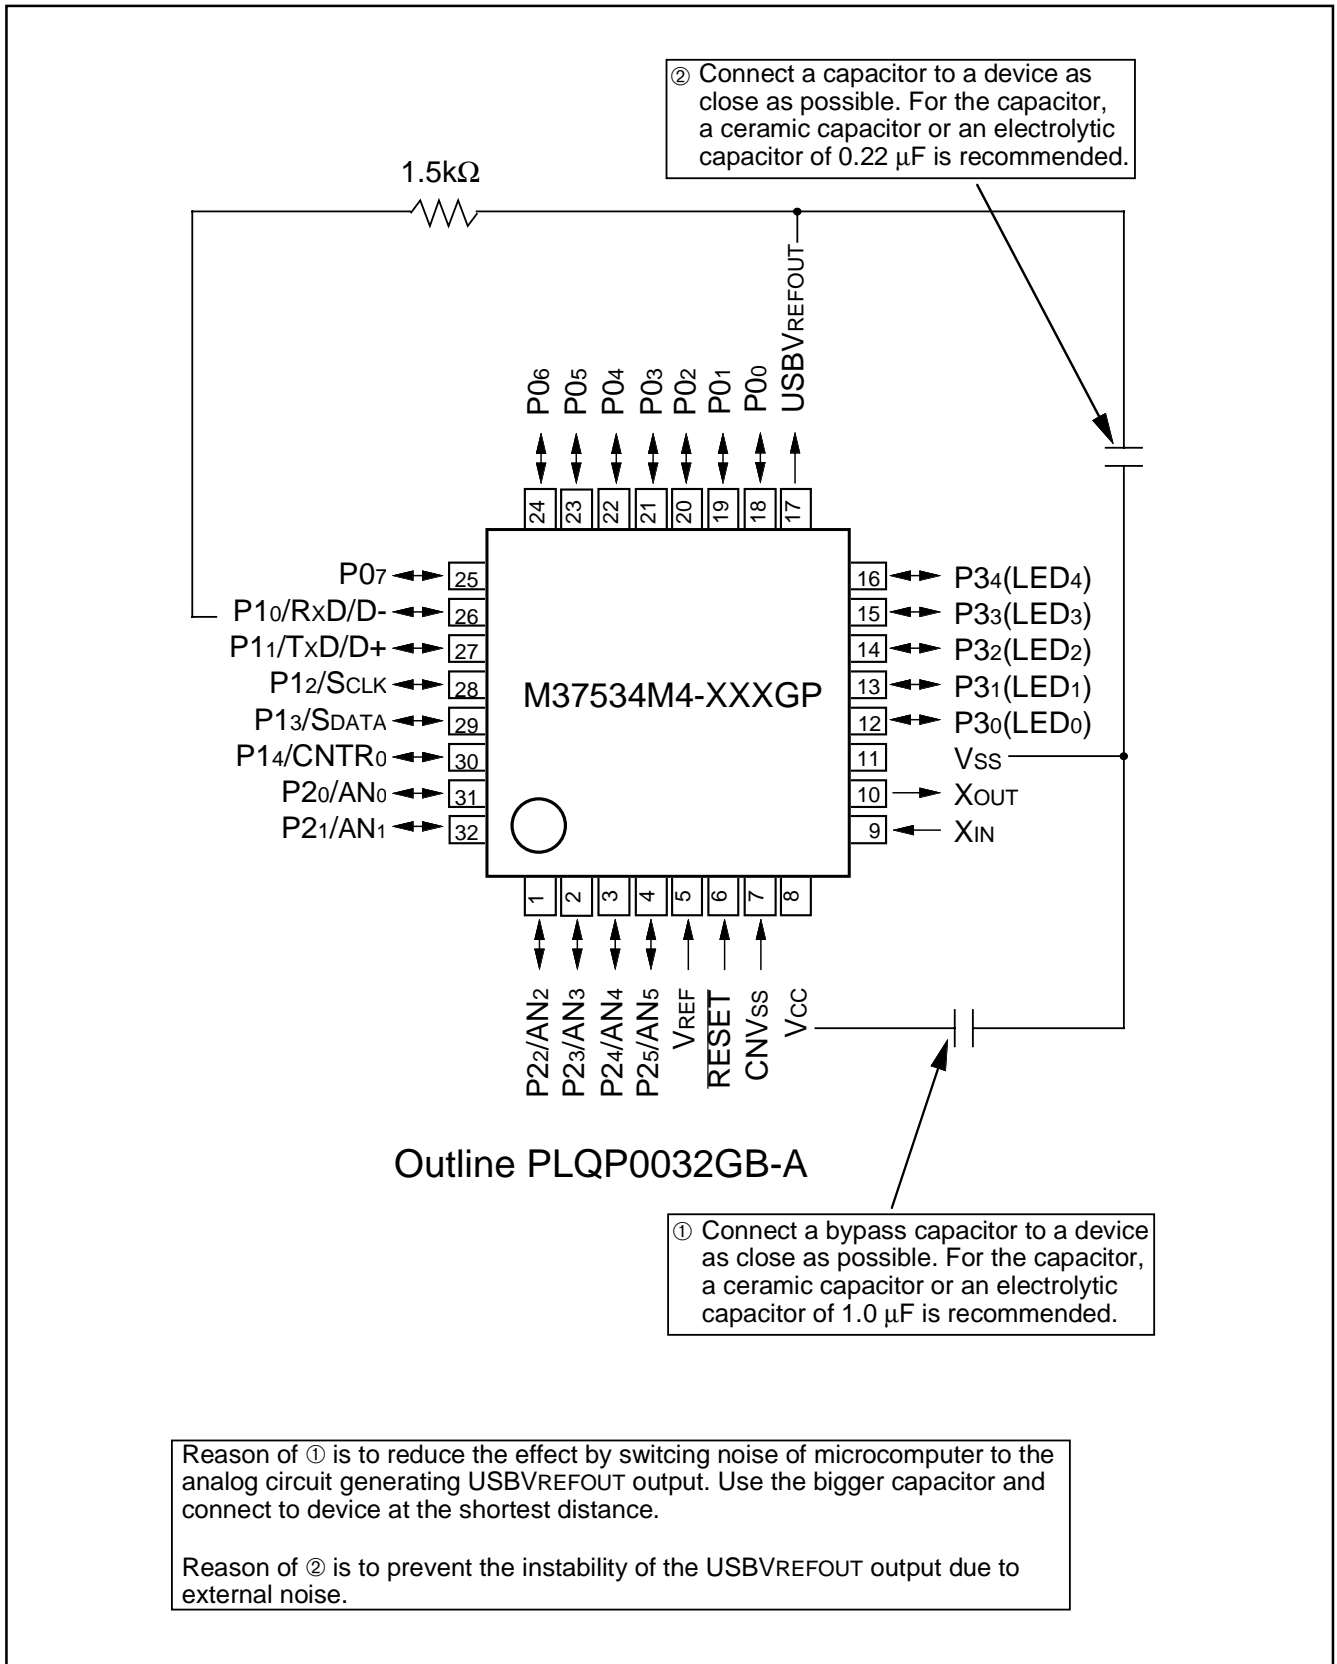 ② Connect a capacitor to a device as
close as possible. For the capacitor,
a ceramic capacitor or an electrolytic
capacitor of 0.22 µF is recommended.
1.5kΩ
P06
P05
P04
P03
P02
P01
P00
USBVREFOUT
24
23
22
21
20
19
18
17
P07
25
P10/RXD/D-
26
P11/TXD/D+
27
P12/SCLK
28
P13/SDATA
29
P14/CNTR0
30
P20/AN0
31
P21/AN1
32
M37534M4-XXXGP
16
P34(LED4)
15
P33(LED3)
14
P32(LED2)
13
P31(LED1)
12
P30(LED0)
11
VSS
10
XOUT
9
XIN
1
2
3
4
5
6
7
8
P22/AN2
P23/AN3
P24/AN4
P25/AN5
VREF
RESET
CNVSS
VCC
Outline PLQP0032GB-A
① Connect a bypass capacitor to a device
as close as possible. For the capacitor,
a ceramic capacitor or an electrolytic
capacitor of 1.0 µF is recommended.
Reason of ① is to reduce the effect by switcing noise of microcomputer to the
analog circuit generating USBVREFOUT output. Use the bigger capacitor and
connect to device at the shortest distance.
Reason of ② is to prevent the instability of the USBVREFOUT output due to
external noise.